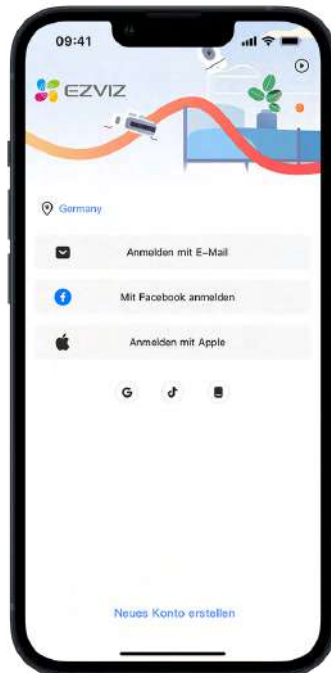 09:41
EZVIZ
Germany
Anmelden mit E-Mail
Mit Facebook anmelden
Anmelden mit Apple
Neues Konto erstellen